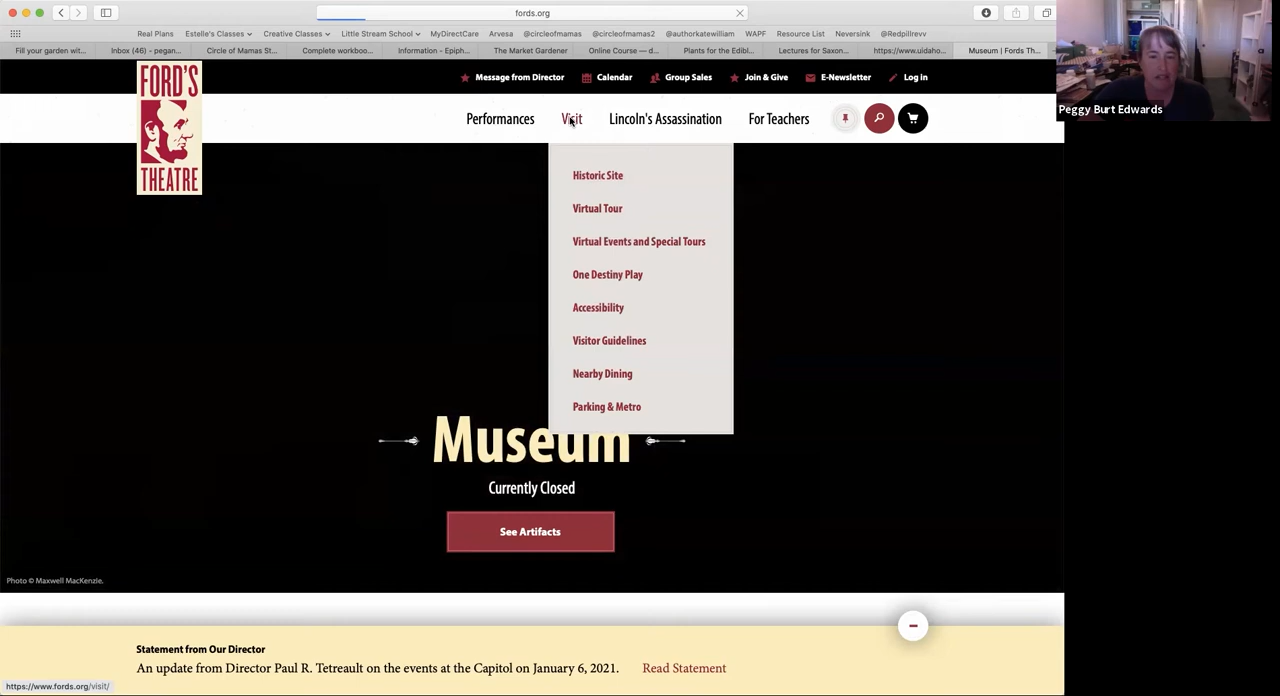 fords.org
Real Plans
Estelle's Classes
Creative Classes
Little Stream School
MyDirectCare
Arvesa
@circleofmamas
@circleofmamas2
@authorkatewilliam
WAPF
Resource List
Neversink
@Redpillrevv
Fill your garden wit...
Inbox (46) - pegan...
Circle of Mamas St...
Complete workboo...
Information - Epiph...
The Market Gardener
Online Course — d...
Plants for the Edibl...
Lectures for Saxon...
https://www.uidaho...
Museum | Fords Th...
Message from Director
Calendar
Group Sales
Join & Give
E-Newsletter
Log in
FORD'S
THEATRE
Performances
Visit
Lincoln's Assassination
For Teachers
Peggy Burt Edwards
Historic Site
Virtual Tour
Virtual Events and Special Tours
One Destiny Play
Accessibility
Visitor Guidelines
Nearby Dining
Parking & Metro
Museum
Currently Closed
See Artifacts
Photo © Maxwell MacKenzie.
Statement from Our Director
An update from Director Paul R. Tetreault on the events at the Capitol on January 6, 2021.
Read Statement
https://www.fords.org/visit/